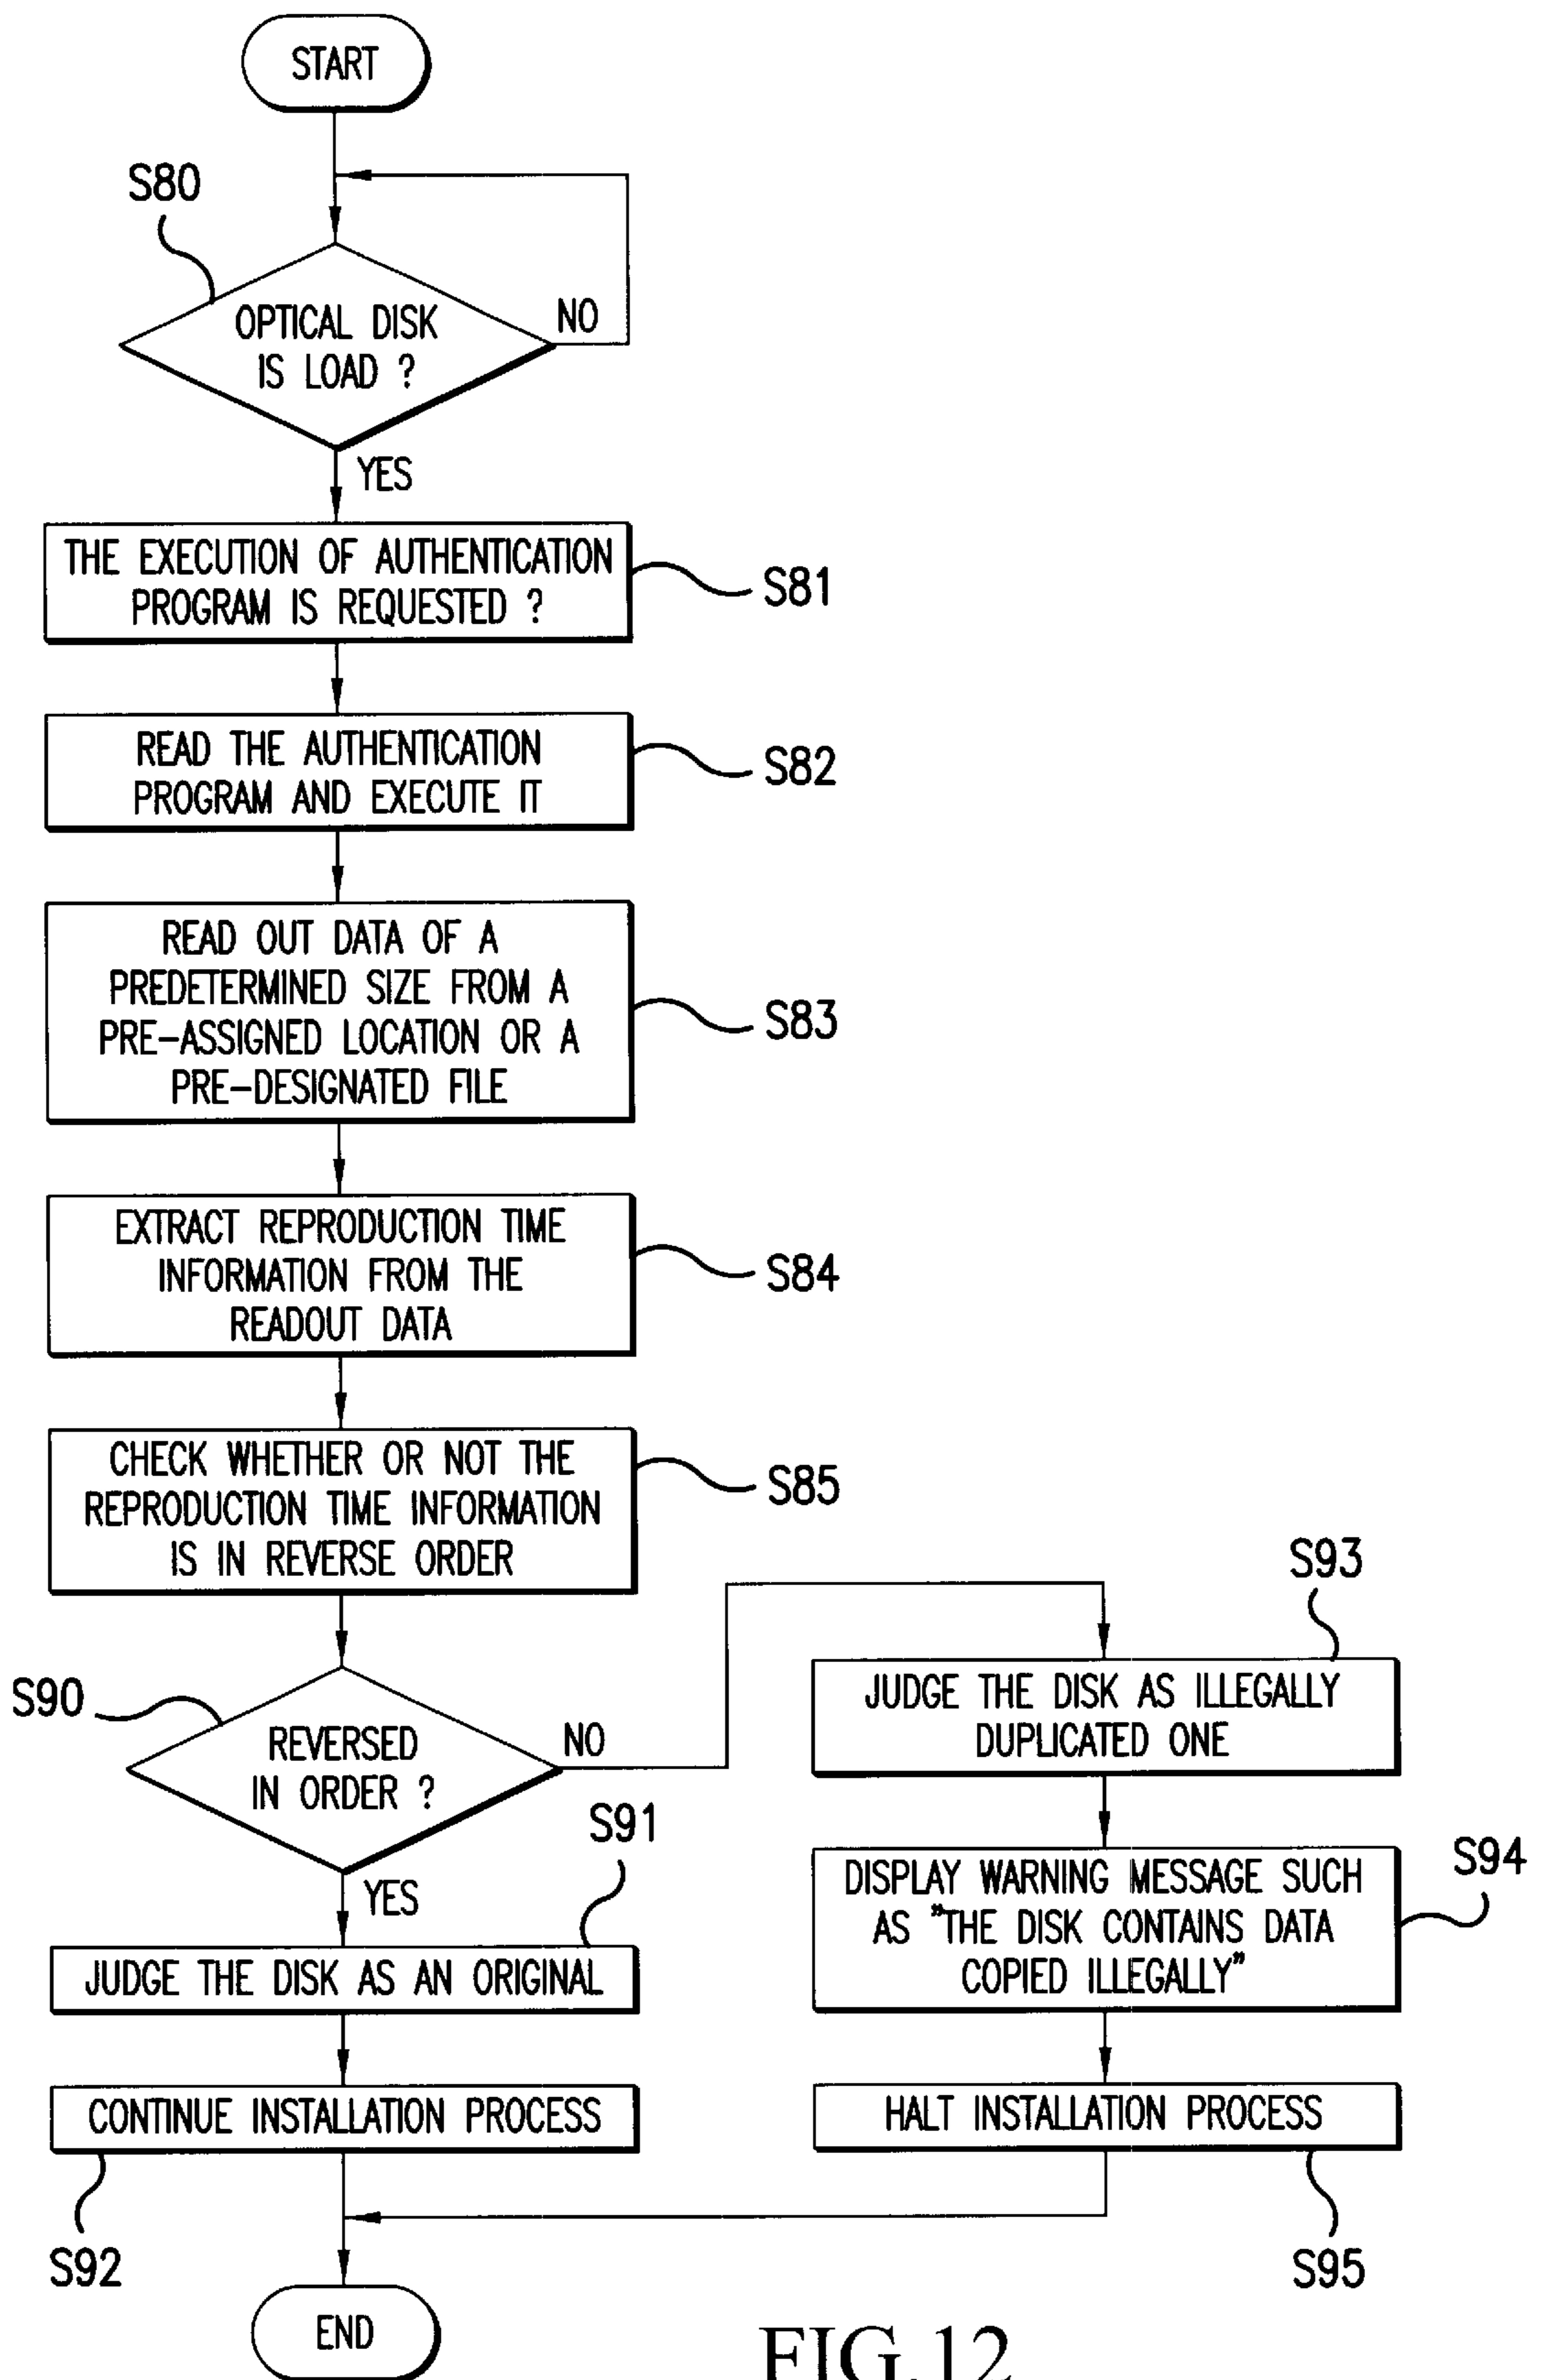 START
S80
OPTICAL DISK
IS LOAD ?
NO
YES
THE EXECUTION OF AUTHENTICATION
PROGRAM IS REQUESTED ?
S81
READ THE AUTHENTICATION
PROGRAM AND EXECUTE IT
S82
READ OUT DATA OF A
PREDETERMINED SIZE FROM A
PRE-ASSIGNED LOCATION OR A
PRE-DESIGNATED FILE
S83
EXTRACT REPRODUCTION TIME
INFORMATION FROM THE
READOUT DATA
S84
CHECK WHETHER OR NOT THE
REPRODUCTION TIME INFORMATION
IS IN REVERSE ORDER
S85
S90
REVERSED
IN ORDER ?
NO
YES
S91
JUDGE THE DISK AS AN ORIGINAL
CONTINUE INSTALLATION PROCESS
S92
S93
JUDGE THE DISK AS ILLEGALLY
DUPLICATED ONE
DISPLAY WARNING MESSAGE SUCH
AS "THE DISK CONTAINS DATA
COPIED ILLEGALLY"
S94
HALT INSTALLATION PROCESS
S95
END
FIG.12